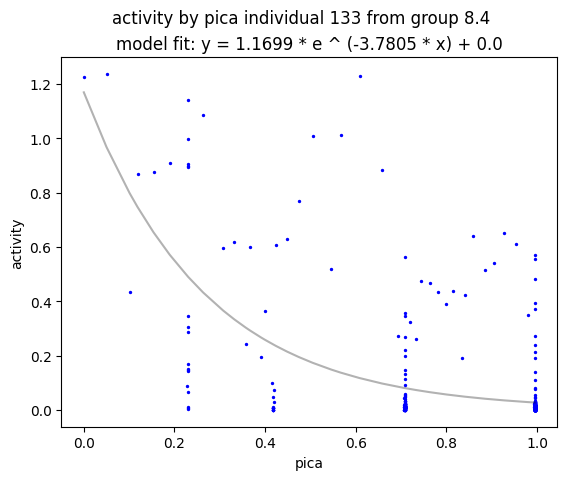 activity by pica individual 133 from group 8.4
model fit: y = 1.1699 * e ^ (-3.7805 * x) + 0.0
1.2
1.0
0.8
0.6
0.4
0.2
0.0
activity
0.0 0.2 0.4 0.6 0.8 1.0
pica